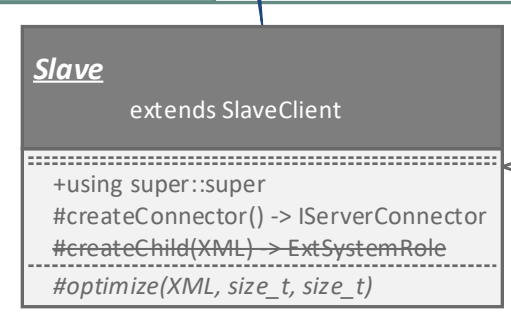 Slave
extends SlaveClient
+using super::super
#createConnector() -> IServerConnector
#createChild(XML) -> ExtSystemRole
#optimize(XML, size_t, size_t)